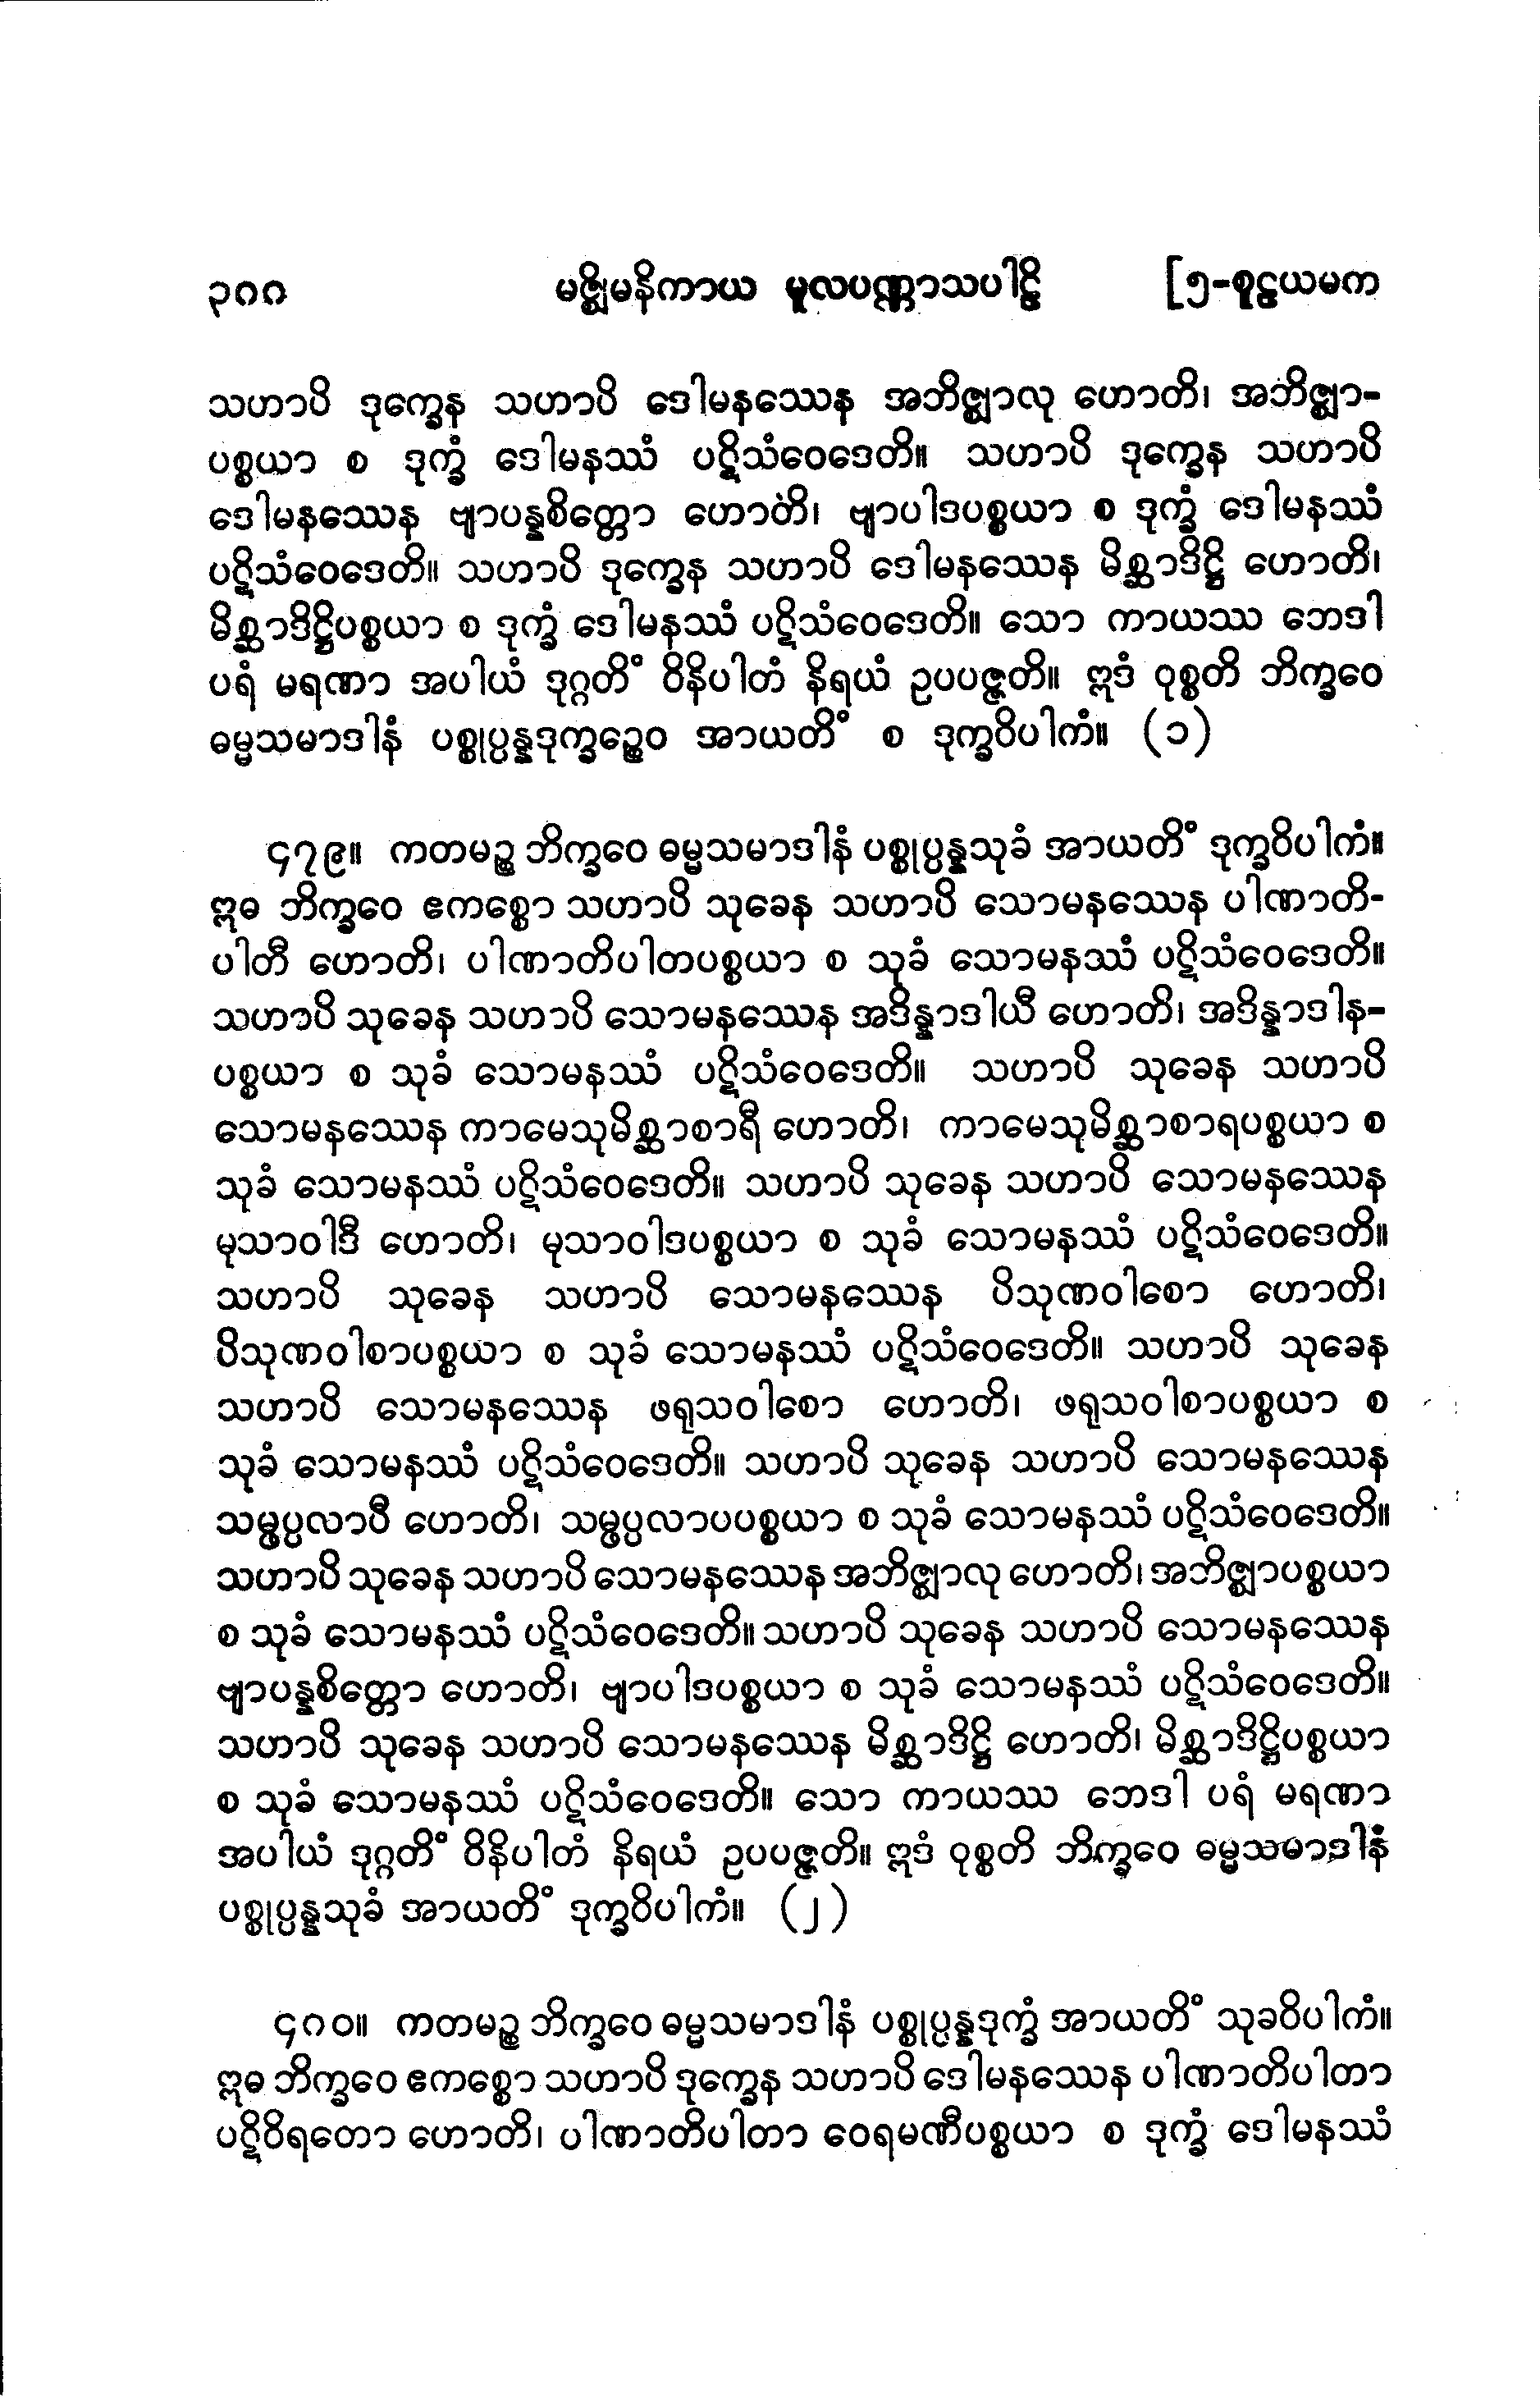 ၃၈၈ မဇ္ဈိမနိကာယ မူလပဏ္ဏာသပါဠိ [၅-စူဠယမက
သဟာပိ ဒုက္ခေန သဟာပိ ဒေါမနဿေန အဘိဇ္ဈာလု ဟောတိ၊ အဘိဇ္ဈာ-
ပစ္စယာ စ ဒုက္ခံ ဒေါမနဿံ ပဋိသံဝေဒေတိ။ သဟာပိ ဒုက္ခေန သဟာပိ
ဒေါမနဿေန ဗျာပန္နစိတ္တော ဟောတိ၊ ဗျာပါဒပစ္စယာ စ ဒုက္ခံ ဒေါမနဿံ
ပဋိသံဝေဒေတိ။ သဟာပိ ဒုက္ခေန သဟာပိ ဒေါမနဿေန မိစ္ဆာဒိဋ္ဌိ ဟောတိ၊
မိစ္ဆာဒိဋ္ဌိပစ္စယာ စ ဒုက္ခံ ဒေါမနဿံ ပဋိသံဝေဒေတိ။ သော ကာယဿ ဘေဒါ
ပရံ မရဏာ အပါယံ ဒုဂ္ဂတိံ ဝိနိပါတံ နိရယံ ဥပပဇ္ဇတိ။ ဣဒံ ဝုစ္စတိ ဘိက္ခဝေ
ဓမ္မသမာဒါနံ ပစ္စုပ္ပန္နဒုက္ခဉ္စေဝ အာယတိံ စ ဒုက္ခဝိပါကံ။ (၁)
၄၇၉။ ကတမဉ္စ ဘိက္ခဝေ ဓမ္မသမာဒါနံ ပစ္စုပ္ပန္နသုခံ အာယတိံ ဒုက္ခဝိပါကံ။
ဣဓ ဘိက္ခဝေ ဧကစ္စော သဟာပိ သုခေန သဟာပိ သောမနဿေန ပါဏာတိ-
ပါတီ ဟောတိ၊ ပါဏာတိပါတပစ္စယာ စ သုခံ သောမနဿံ ပဋိသံဝေဒေတိ။
သဟာပိ သုခေန သဟာပိ သောမနဿေန အဒိန္နာဒါယီ ဟောတိ၊ အဒိန္နာဒါန-
ပစ္စယာ စ သုခံ သောမနဿံ ပဋိသံဝေဒေတိ။ သဟာပိ သုခေန သဟာပိ
သောမနဿေန ကာမေသုမိစ္ဆာစာရီ ဟောတိ၊ ကာမေသုမိစ္ဆာစာရပစ္စယာ စ
သုခံ သောမနဿံ ပဋိသံဝေဒေတိ။ သဟာပိ သုခေန သဟာပိ သောမနဿေန
မုသာဝါဒီ ဟောတိ၊ မုသာဝါဒပစ္စယာ စ သုခံ သောမနဿံ ပဋိသံဝေဒေတိ။
သဟာပိ သုခေန သဟာပိ သောမနဿေန ပိသုဏဝါစော ဟောတိ၊
ပိသုဏဝါစာပစ္စယာ စ သုခံ သောမနဿံ ပဋိသံဝေဒေတိ။ သဟာပိ သုခေန
သဟာပိ သောမနဿေန ဖရုသဝါစော ဟောတိ၊ ဖရုသဝါစာပစ္စယာ စ
သုခံ သောမနဿံ ပဋိသံဝေဒေတိ။ သဟာပိ သုခေန သဟာပိ သောမနဿေန
သမ္ဖပ္ပလာပီ ဟောတိ၊ သမ္ဖပ္ပလာပပစ္စယာ စ သုခံ သောမနဿံ ပဋိသံဝေဒေတိ။
သဟာပိ သုခေန သဟာပိ သောမနဿေန အဘိဇ္ဈာလု ဟောတိ၊ အဘိဇ္ဈာပစ္စယာ
စ သုခံ သောမနဿံ ပဋိသံဝေဒေတိ။ သဟာပိ သုခေန သဟာပိ သောမနဿေန
ဗျာပန္နစိတ္တော ဟောတိ၊ ဗျာပါဒပစ္စယာ စ သုခံ သောမနဿံ ပဋိသံဝေဒေတိ။
သဟာပိ သုခေန သဟာပိ သောမနဿေန မိစ္ဆာဒိဋ္ဌိ ဟောတိ၊ မိစ္ဆာဒိဋ္ဌိပစ္စယာ
စ သုခံ သောမနဿံ ပဋိသံဝေဒေတိ။ သော ကာယဿ ဘေဒါ ပရံ မရဏာ
အပါယံ ဒုဂ္ဂတိံ ဝိနိပါတံ နိရယံ ဥပပဇ္ဇတိ။ ဣဒံ ဝုစ္စတိ ဘိက္ခဝေ ဓမ္မသမာဒါနံ
ပစ္စုပ္ပန္နသုခံ အာယတိံ ဒုက္ခဝိပါကံ။ (၂)
၄၈၀။ ကတမဉ္စ ဘိက္ခဝေ ဓမ္မသမာဒါနံ ပစ္စုပ္ပန္နဒုက္ခံ အာယတိံ သုခဝိပါကံ။
ဣဓ ဘိက္ခဝေ ဧကစ္စော သဟာပိ ဒုက္ခေန သဟာပိ ဒေါမနဿေန ပါဏာတိပါတာ
ပဋိဝိရတော ဟောတိ၊ ပါဏာတိပါတာ ဝေရမဏီပစ္စယာ စ ဒုက္ခံ ဒေါမနဿံ